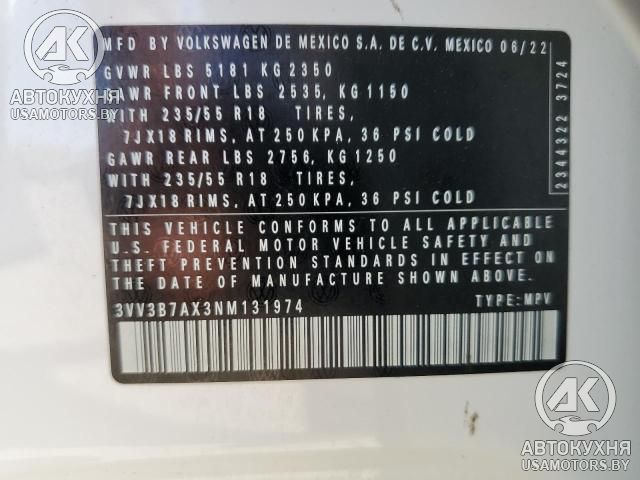 MFD BY VOLKSWAGEN DE MEXICO S.A. DE C.V. MEXICO 06/22
GVWR LBS 5181 KG 2350
GAWR FRONT LBS 2535, KG 1150
WITH 235/55 R18 TIRES,
7JX18 RIMS, AT 250 KPA, 36 PSI COLD
GAWR REAR LBS 2756, KG 1250
WITH 235/55 R18 TIRES,
7JX18 RIMS, AT 250 KPA, 36 PSI COLD
2344322 3724
THIS VEHICLE CONFORMS TO ALL APPLICABLE
U.S. FEDERAL MOTOR VEHICLE SAFETY AND
THEFT PREVENTION STANDARDS IN EFFECT ON
THE DATE OF MANUFACTURE SHOWN ABOVE.
3VV3B7AX3NM131974 TYPE: MPV
АК
АВТОКУХНЯ
USAMOTORS.BY
АК
АВТОКУХНЯ
USAMOTORS.BY